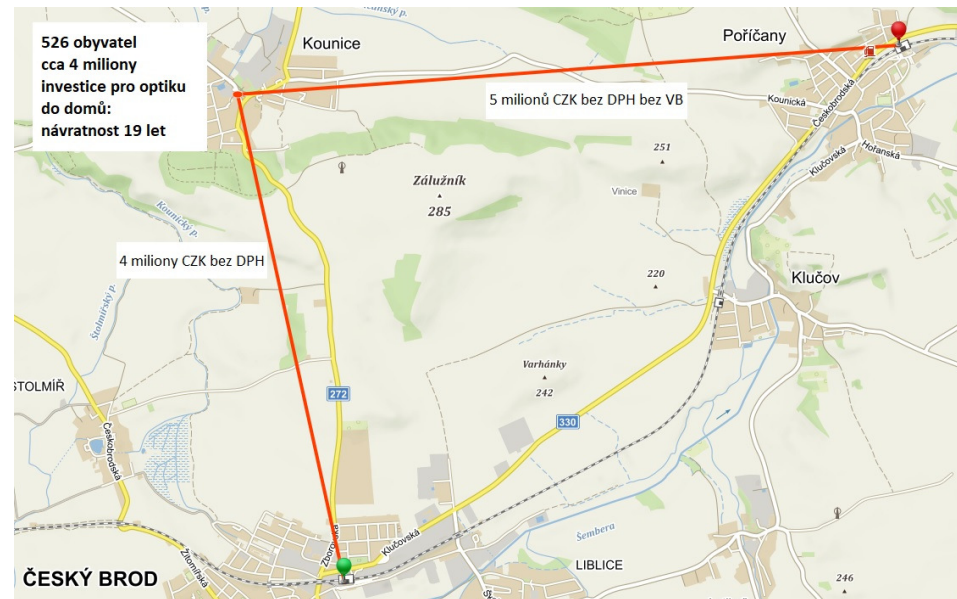 526 obyvatel
cca 4 miliony
investice pro optiku
do domů:
návratnost 19 let
Kounice
Poříčany
5 milionů CZK bez DPH bez VB
Kounická
Českobrodská
Klučovská
Hořanská
251
Zálužník
285
Vinice
Kounický p.
4 miliony CZK bez DPH
220
Klučov
Štolmířský p.
Varhánky
242
STOLMÍŘ
272
330
Českobrodská
Klučovská
Šembera
Žitomířská
LIBLICE
ČESKÝ BROD
246